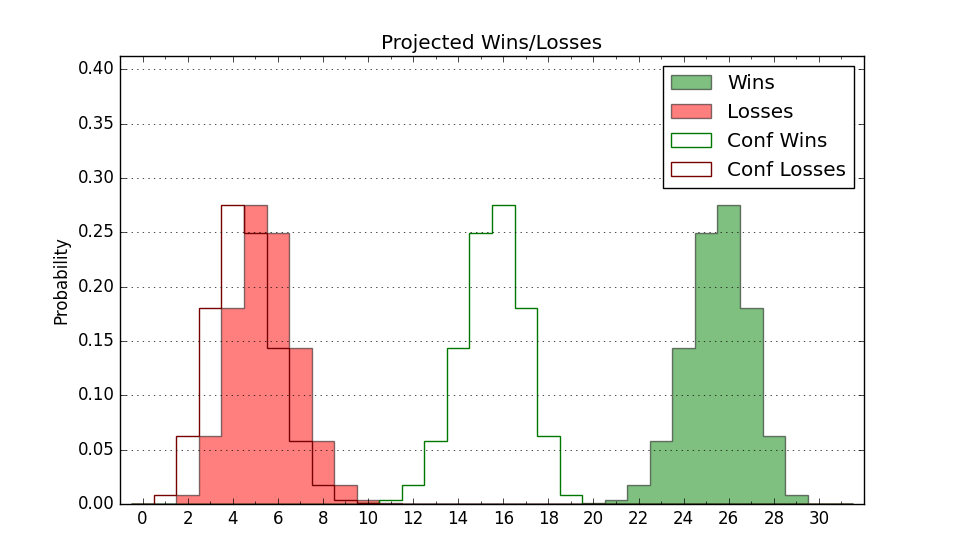 Projected Wins/Losses
Probability
0.40
0.35
0.30
0.25
0.20
0.15
0.10
0.05
0.00
Wins
Losses
Conf Wins
Conf Losses
0 2 4 6 8 10 12 14 16 18 20 22 24 26 28 30